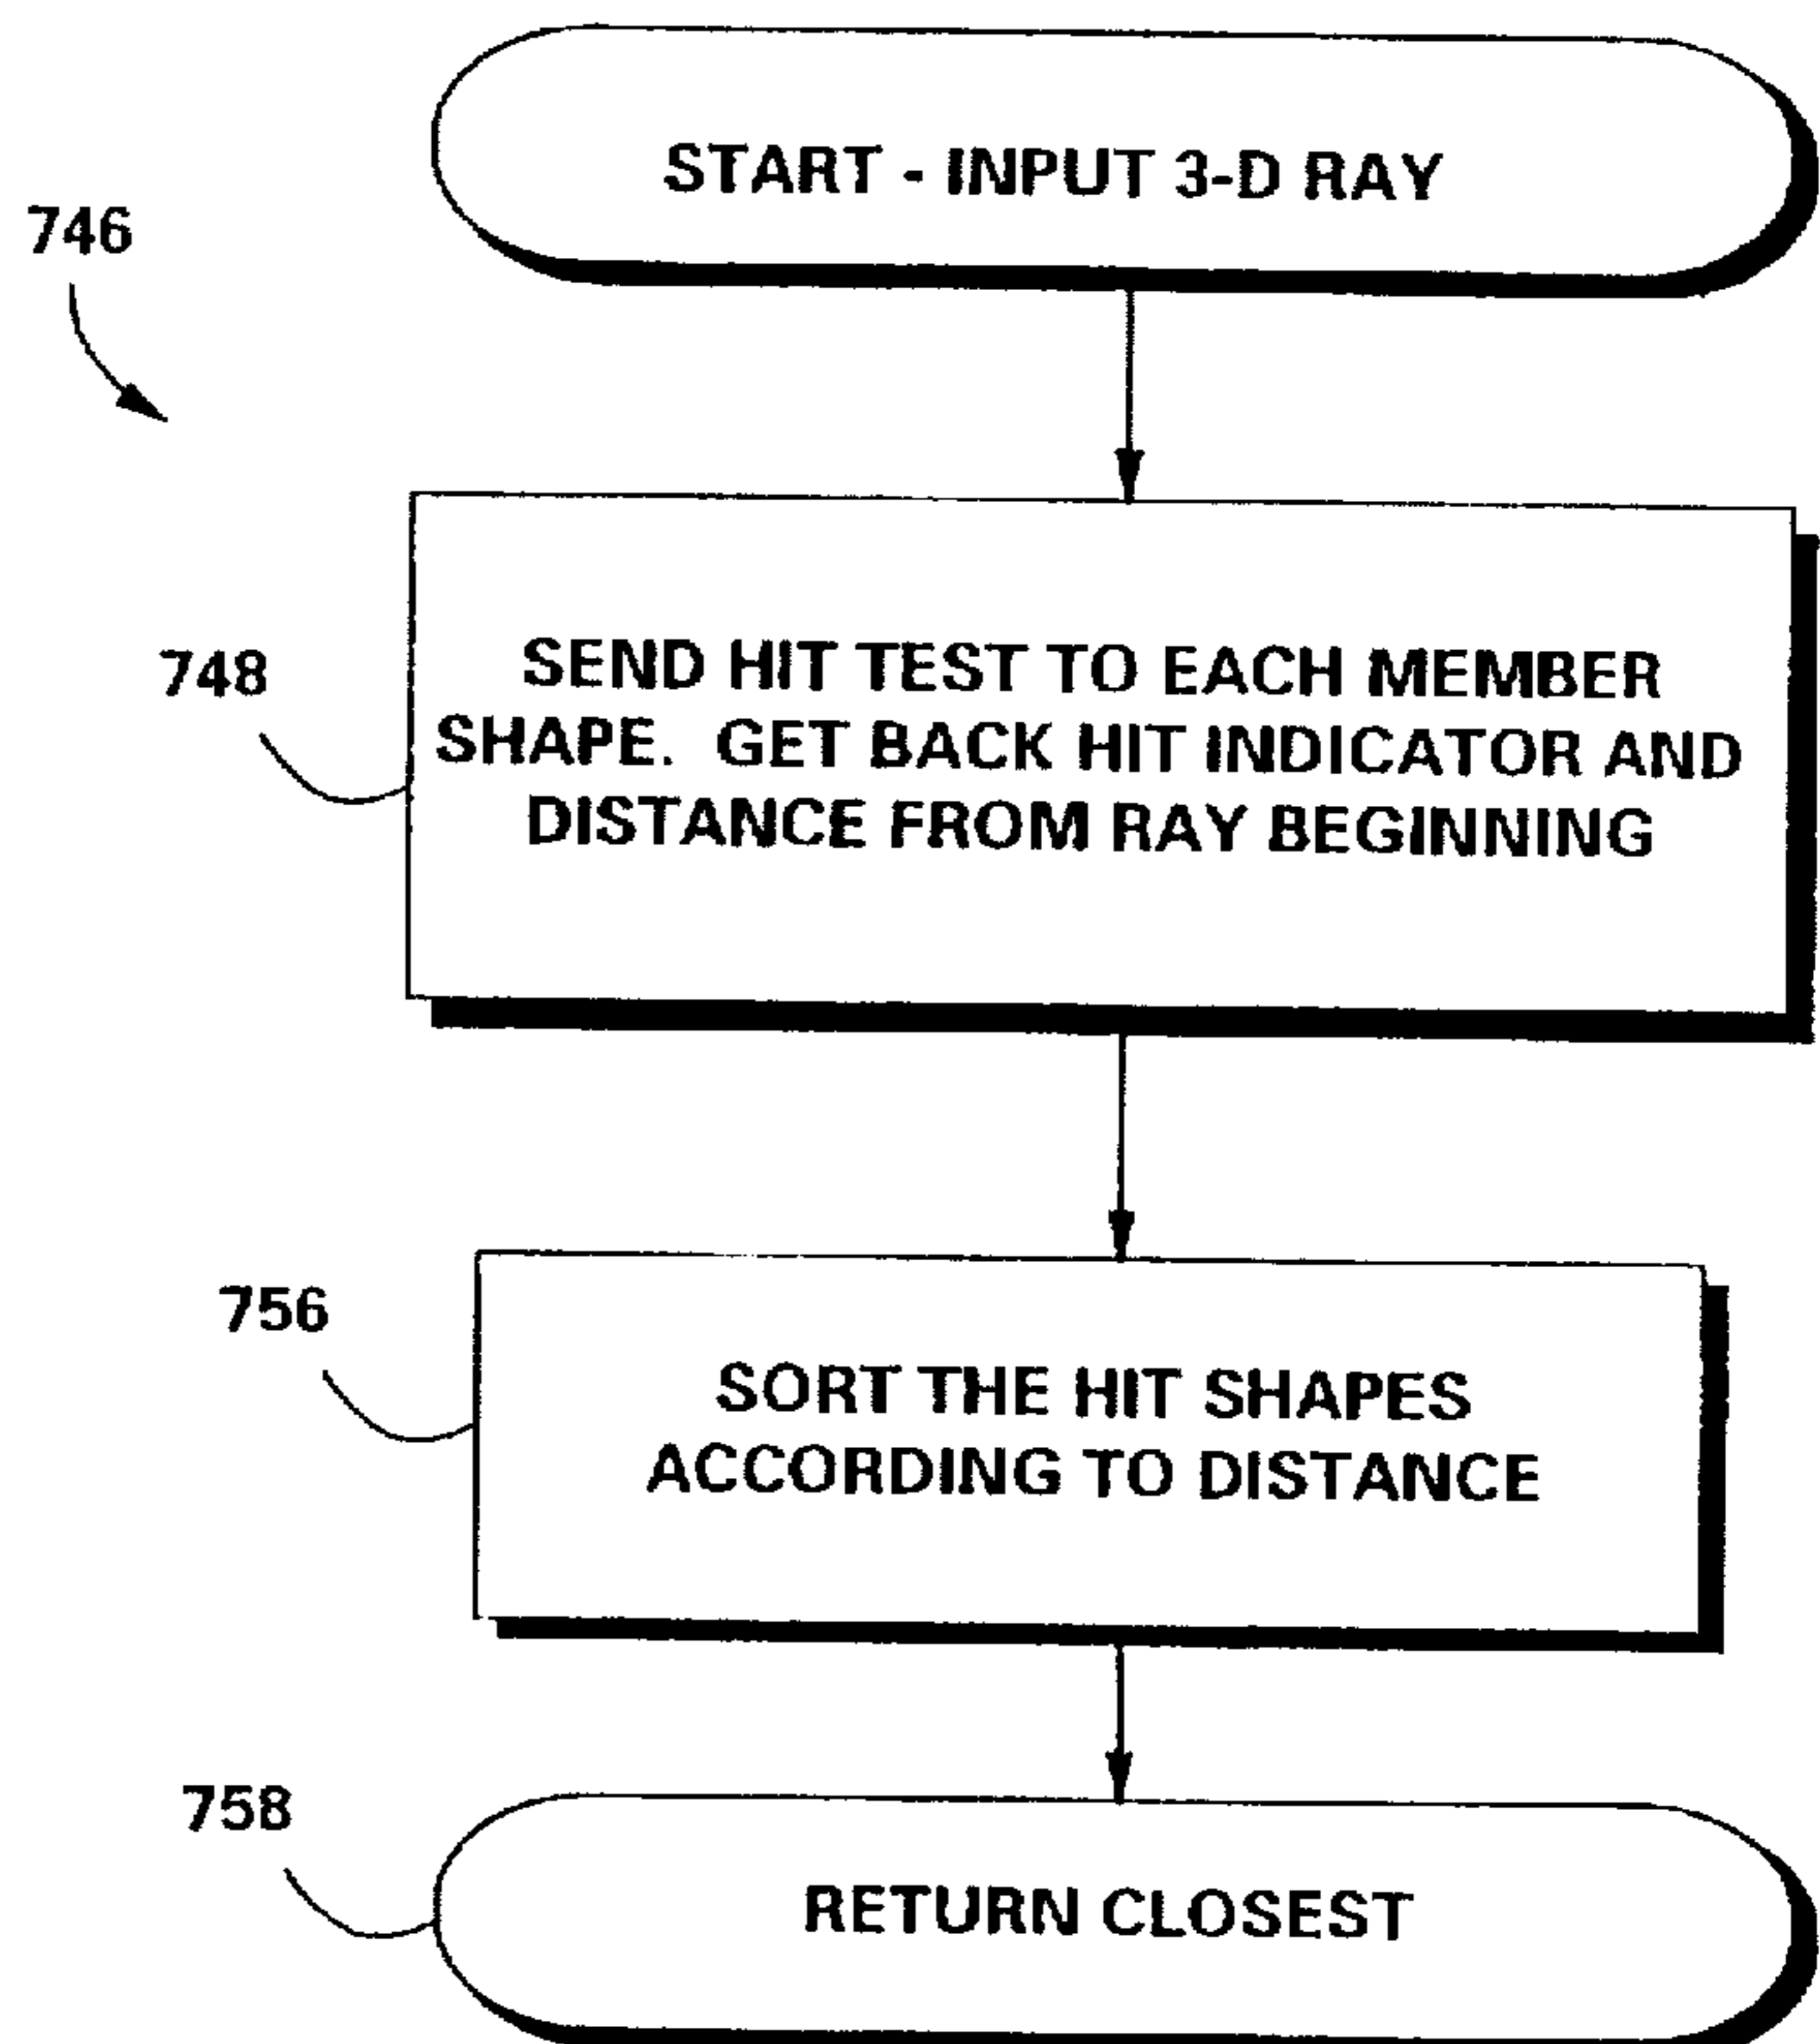 START - INPUT 3-D RAY
746
748
SEND HIT TEST TO EACH MEMBER
SHAPE. GET BACK HIT INDICATOR AND
DISTANCE FROM RAY BEGINNING
756
SORT THE HIT SHAPES
ACCORDING TO DISTANCE
758
RETURN CLOSEST